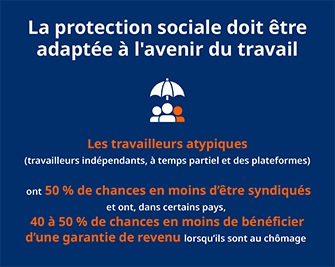 La protection sociale doit être
adaptée à l'avenir du travail
Les travailleurs atypiques
(travailleurs indépendants, à temps partiel et des plateformes)
ont 50 % de chances en moins d'être syndiqués
et ont, dans certains pays,
40 à 50 % de chances en moins de bénéficier
d'une garantie de revenu lorsqu'ils sont au chômage